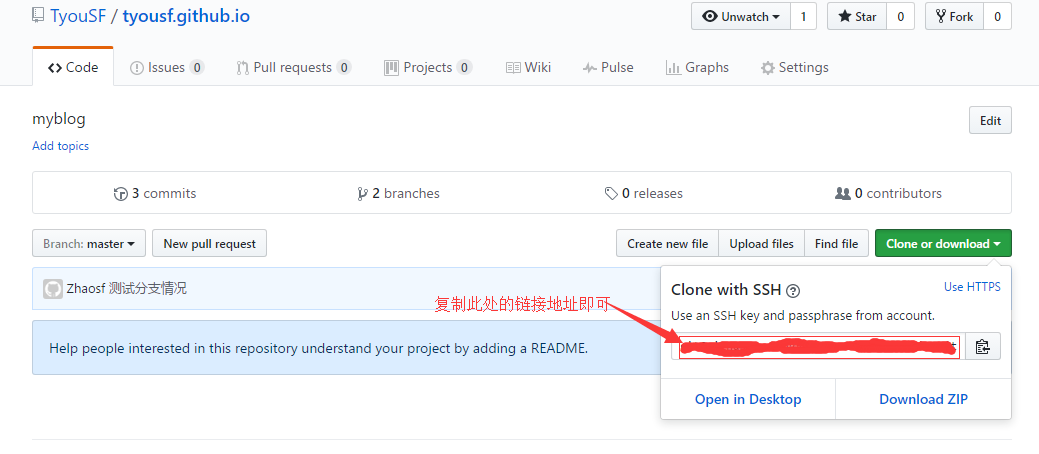 TyouSF / tyousf.github.io
Unwatch 1 Star 0 Fork 0
Code Issues 0 Pull requests 0 Projects 0 Wiki Pulse Graphs Settings
myblog
Edit
Add topics
3 commits 2 branches 0 releases 0 contributors
Branch: master New pull request Create new file Upload files Find file Clone or download
Zhaosf 测试分支情况
复制此处的链接地址即可
Clone with SSH Use HTTPS
Use an SSH key and passphrase from account.
Help people interested in this repository understand your project by adding a README.
Open in Desktop Download ZIP